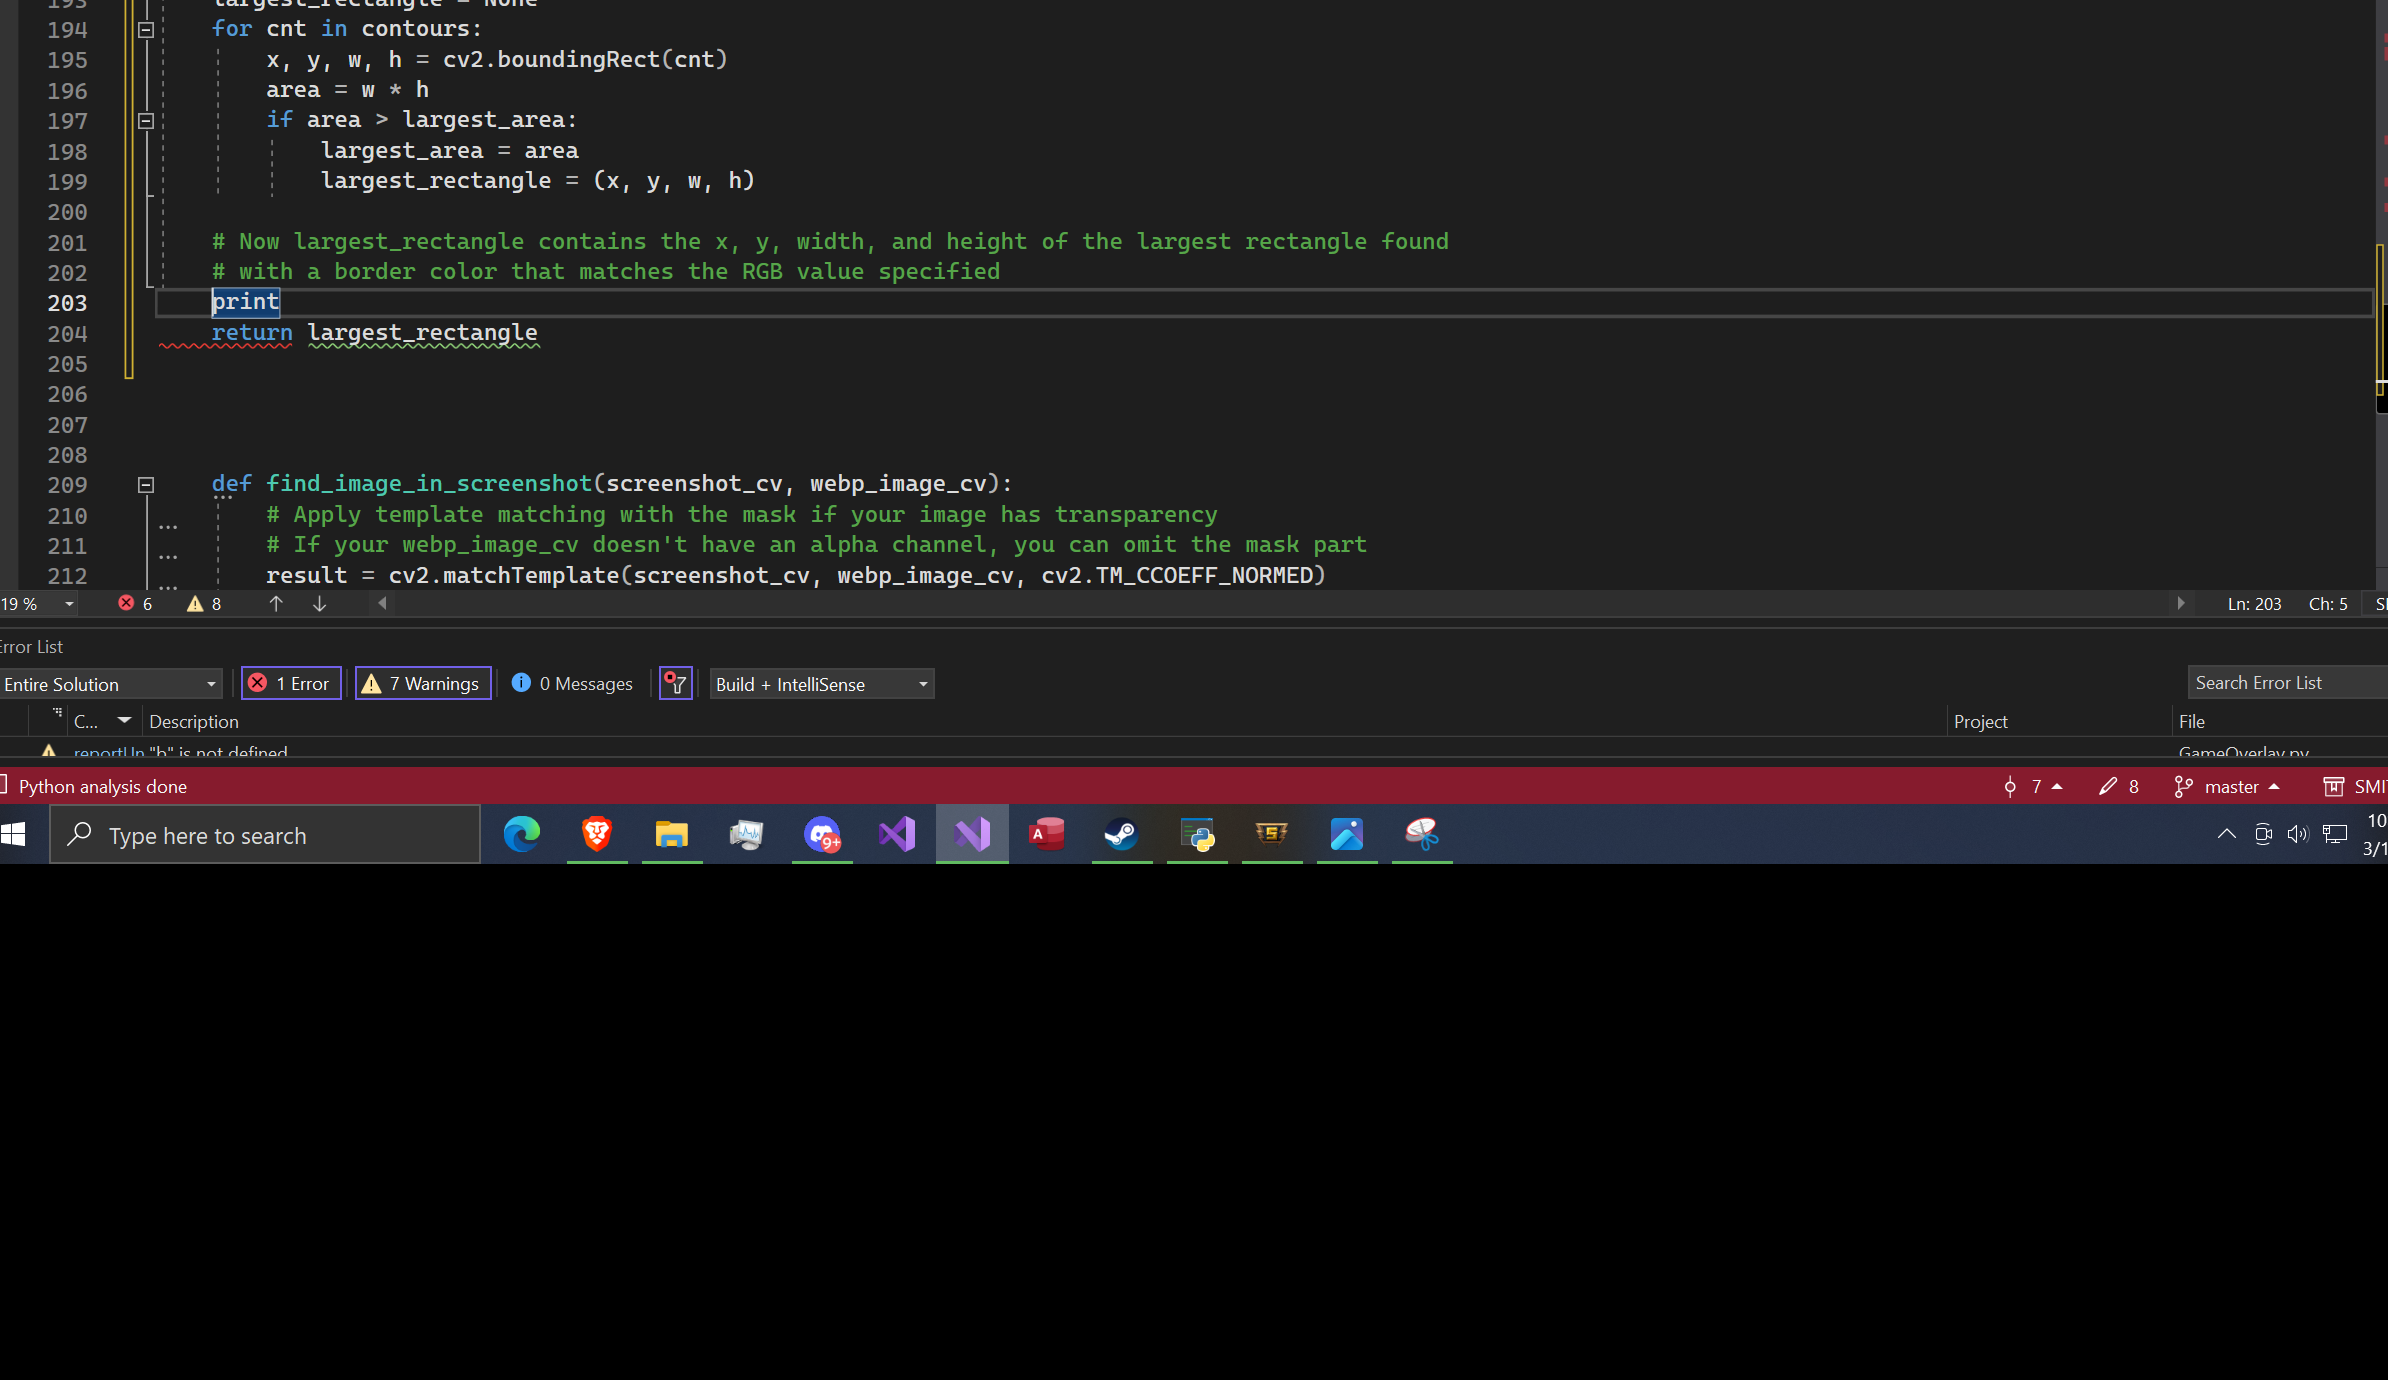 193 largest_rectangle = None
194 for cnt in contours:
195 x, y, w, h = cv2.boundingRect(cnt)
196 area = w * h
197 if area > largest_area:
198 largest_area = area
199 largest_rectangle = (x, y, w, h)
200
201 # Now largest_rectangle contains the x, y, width, and height of the largest rectangle found
202 # with a border color that matches the RGB value specified
203 print
204 return largest_rectangle
205
206
207
208
209 def find_image_in_screenshot(screenshot_cv, webp_image_cv):
210 # Apply template matching with the mask if your image has transparency
211 # If your webp_image_cv doesn't have an alpha channel, you can omit the mask part
212 result = cv2.matchTemplate(screenshot_cv, webp_image_cv, cv2.TM_CCOEFF_NORMED)
19 % 6 8 Ln: 203 Ch: 5
Error List
Entire Solution 1 Error 7 Warnings 0 Messages Build + IntelliSense Search Error List
C... Description Project File
reportUn "h" is not defined GameOverlay.py
Python analysis done 7 8 master SMI
Type here to search 9+ 10
3/1